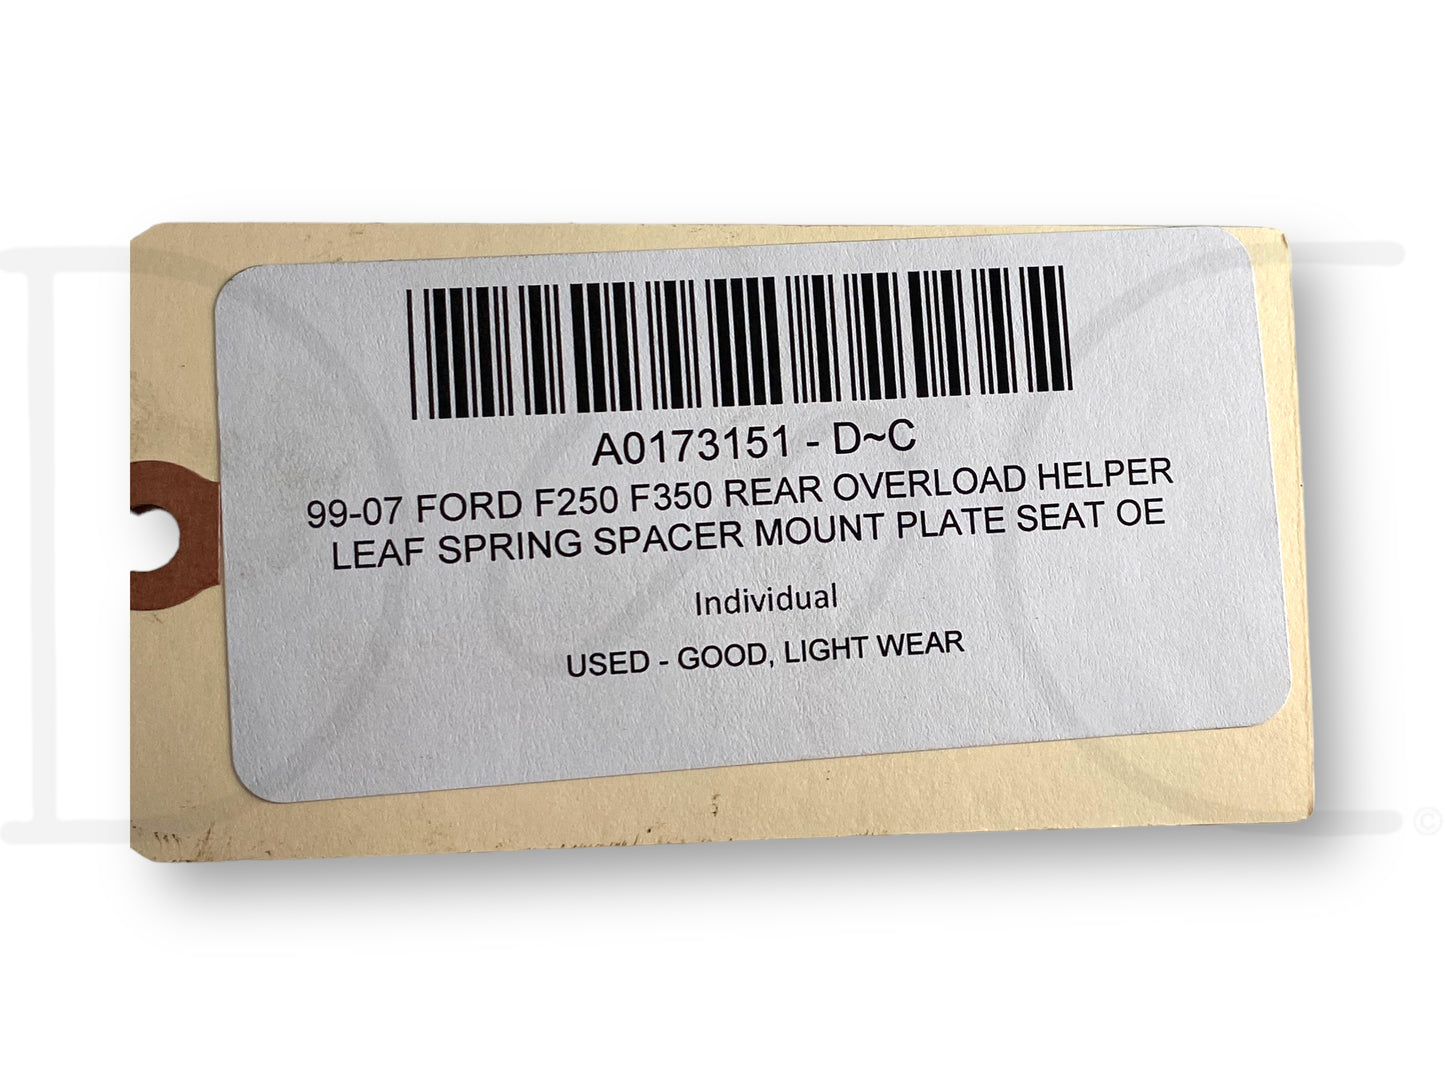 A0173151 - D~C
99-07 FORD F250 F350 REAR OVERLOAD HELPER
LEAF SPRING SPACER MOUNT PLATE SEAT OE
Individual
USED - GOOD, LIGHT WEAR
D C
©